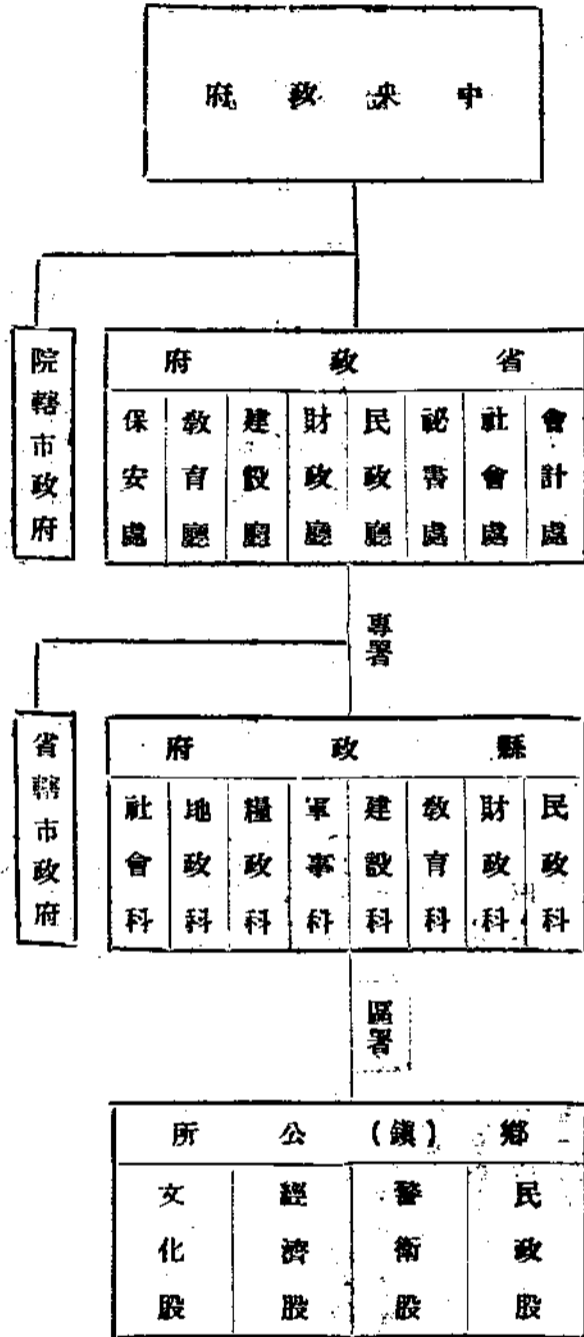 中央政府
院轄市政府
省政府
會計處
社會處
祕書處
民政廳
財政廳
建設廳
教育廳
保安處
專署
省轄市政府
縣政府
民政科
財政科
教育科
建設科
軍事科
糧政科
地政科
社會科
區署
鄉(鎮)公所
民政股
警衛股
經濟股
文化股